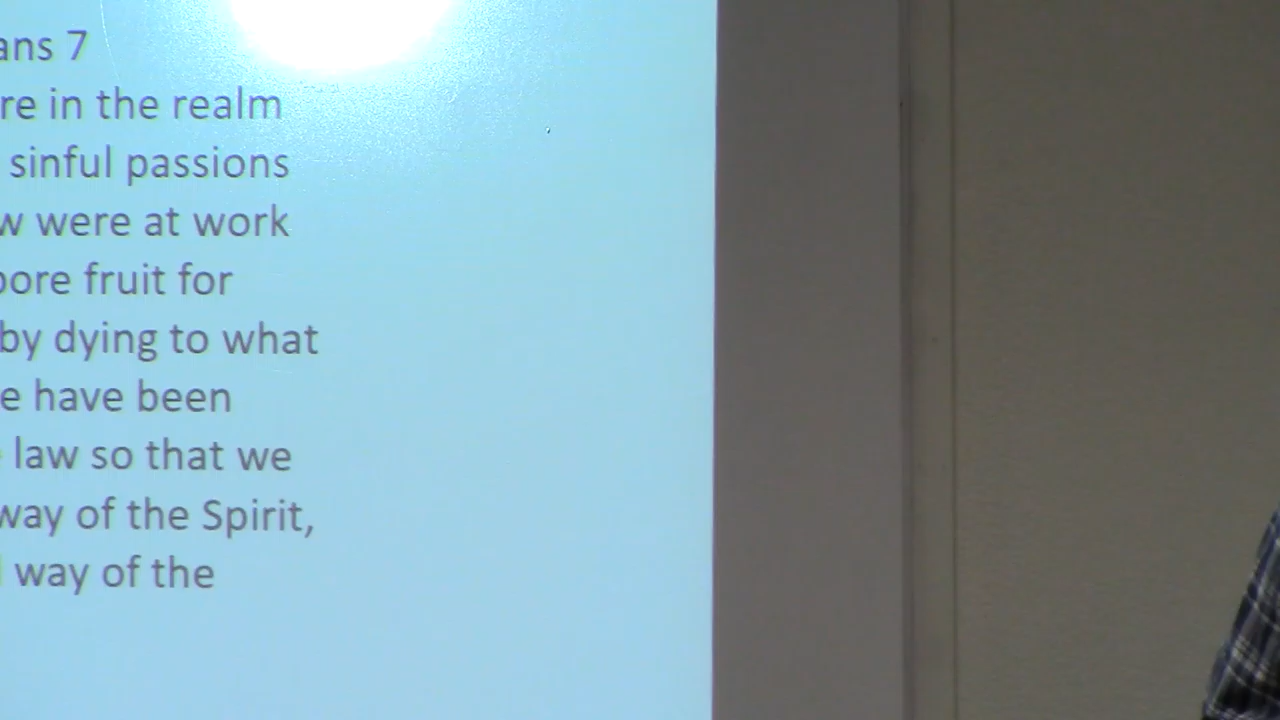 ans 7
re in the realm
sinful passions
w were at work
bore fruit for
by dying to what
e have been
law so that we
way of the Spirit,
way of the